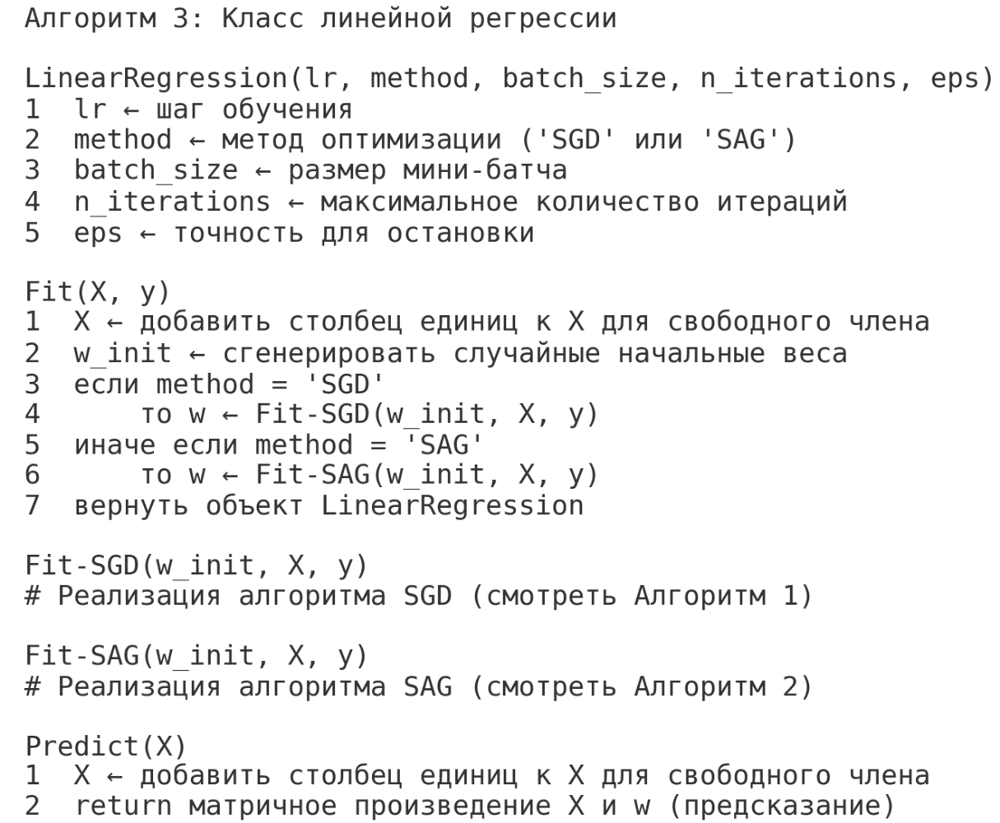 Алгоритм 3: Класс линейной регрессии
LinearRegression(lr, method, batch_size, n_iterations, eps)
1  lr ← шаг обучения
2  method ← метод оптимизации ('SGD' или 'SAG')
3  batch_size ← размер мини-батча
4  n_iterations ← максимальное количество итераций
5  eps ← точность для остановки
Fit(X, y)
1  X ← добавить столбец единиц к X для свободного члена
2  w_init ← сгенерировать случайные начальные веса
3  если method = 'SGD'
4      то w ← Fit-SGD(w_init, X, y)
5  иначе если method = 'SAG'
6      то w ← Fit-SAG(w_init, X, y)
7  вернуть объект LinearRegression
Fit-SGD(w_init, X, y)
# Реализация алгоритма SGD (смотреть Алгоритм 1)
Fit-SAG(w_init, X, y)
# Реализация алгоритма SAG (смотреть Алгоритм 2)
Predict(X)
1  X ← добавить столбец единиц к X для свободного члена
2  return матричное произведение X и w (предсказание)